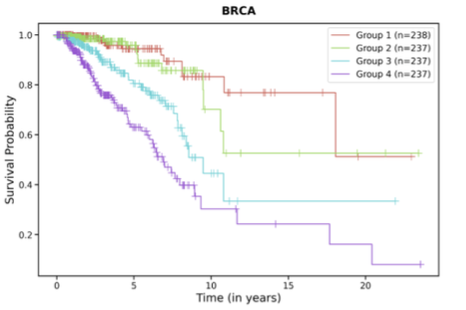 BRCA
Group 1 (n=238)
Group 2 (n=237)
Group 3 (n=237)
Group 4 (n=237)
Survival Probability
1.0
0.8
0.6
0.4
0.2
0
5
10
15
20
Time (in years)